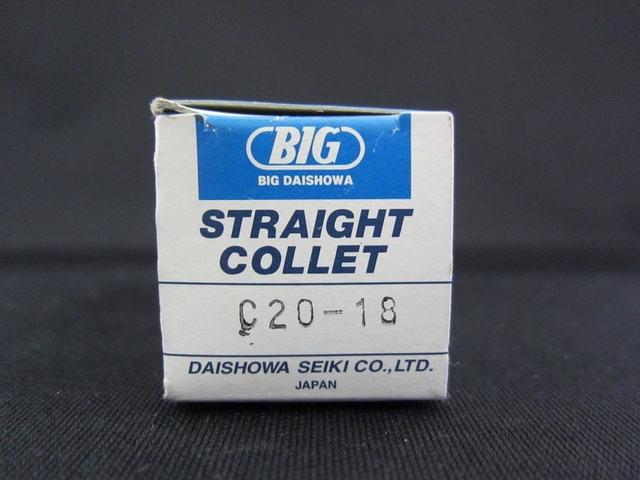 BIG
BIG DAISHOWA
STRAIGHT
COLLET
C20-18
DAISHOWA SEIKI CO.,LTD.
JAPAN